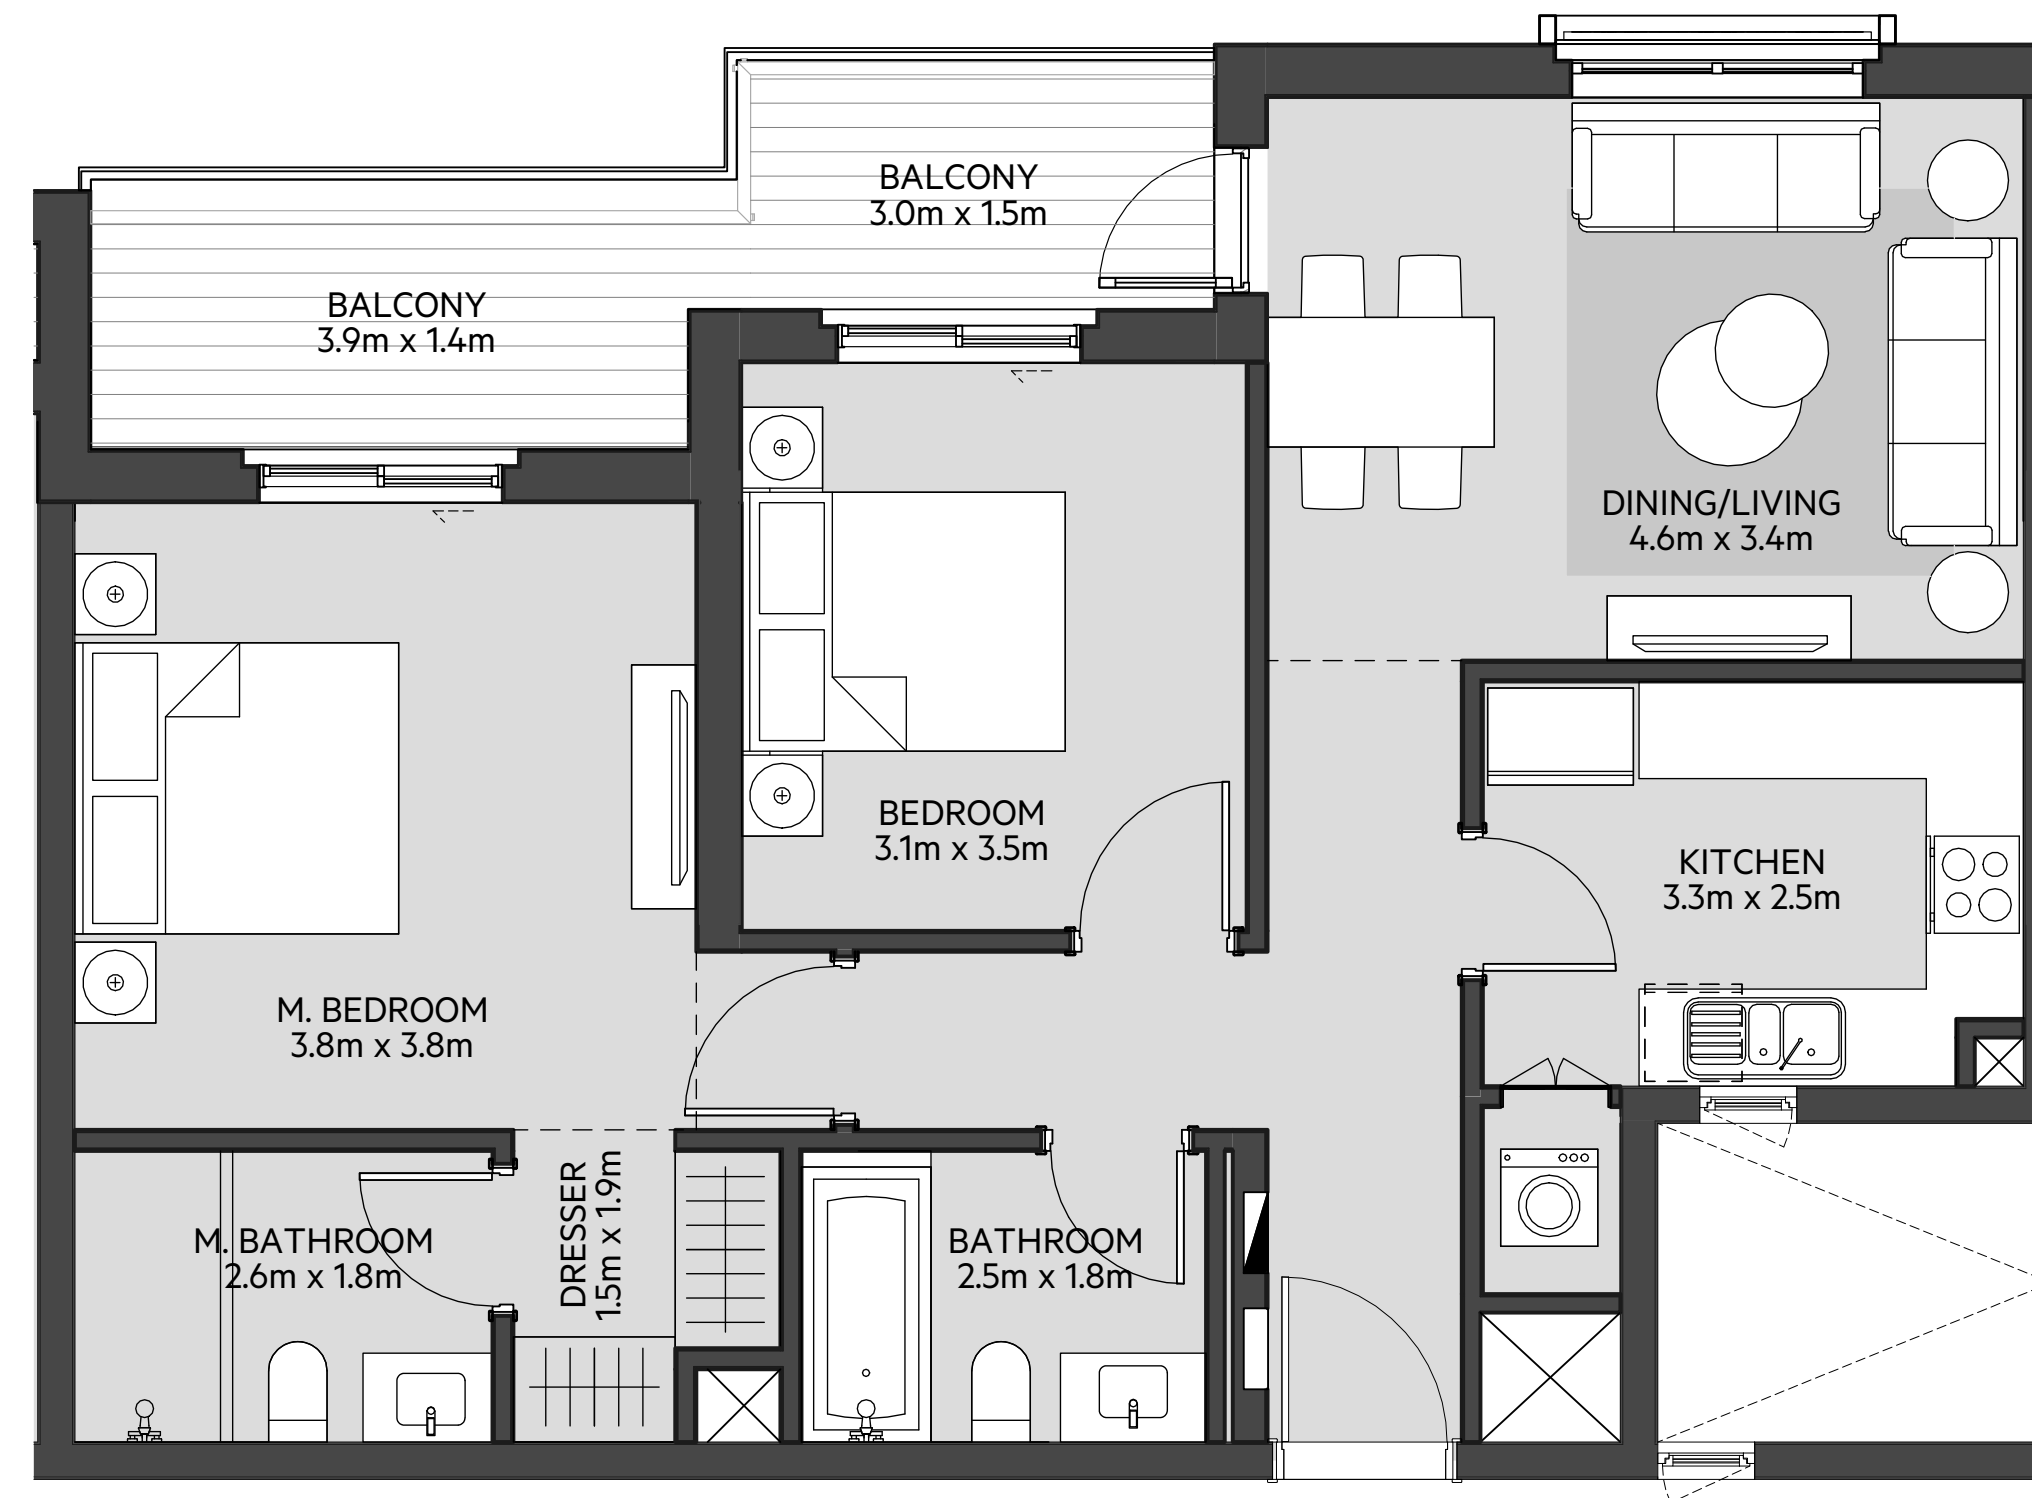 BALCONY
3.0m x 1.5m
BALCONY
3.9m x 1.4m
DINING/LIVING
4.6m x 3.4m
BEDROOM
3.1m x 3.5m
KITCHEN
3.3m x 2.5m
M. BEDROOM
3.8m x 3.8m
M. BATHROOM
2.6m x 1.8m
DRESSER
1.5m x 1.9m
BATHROOM
2.5m x 1.8m